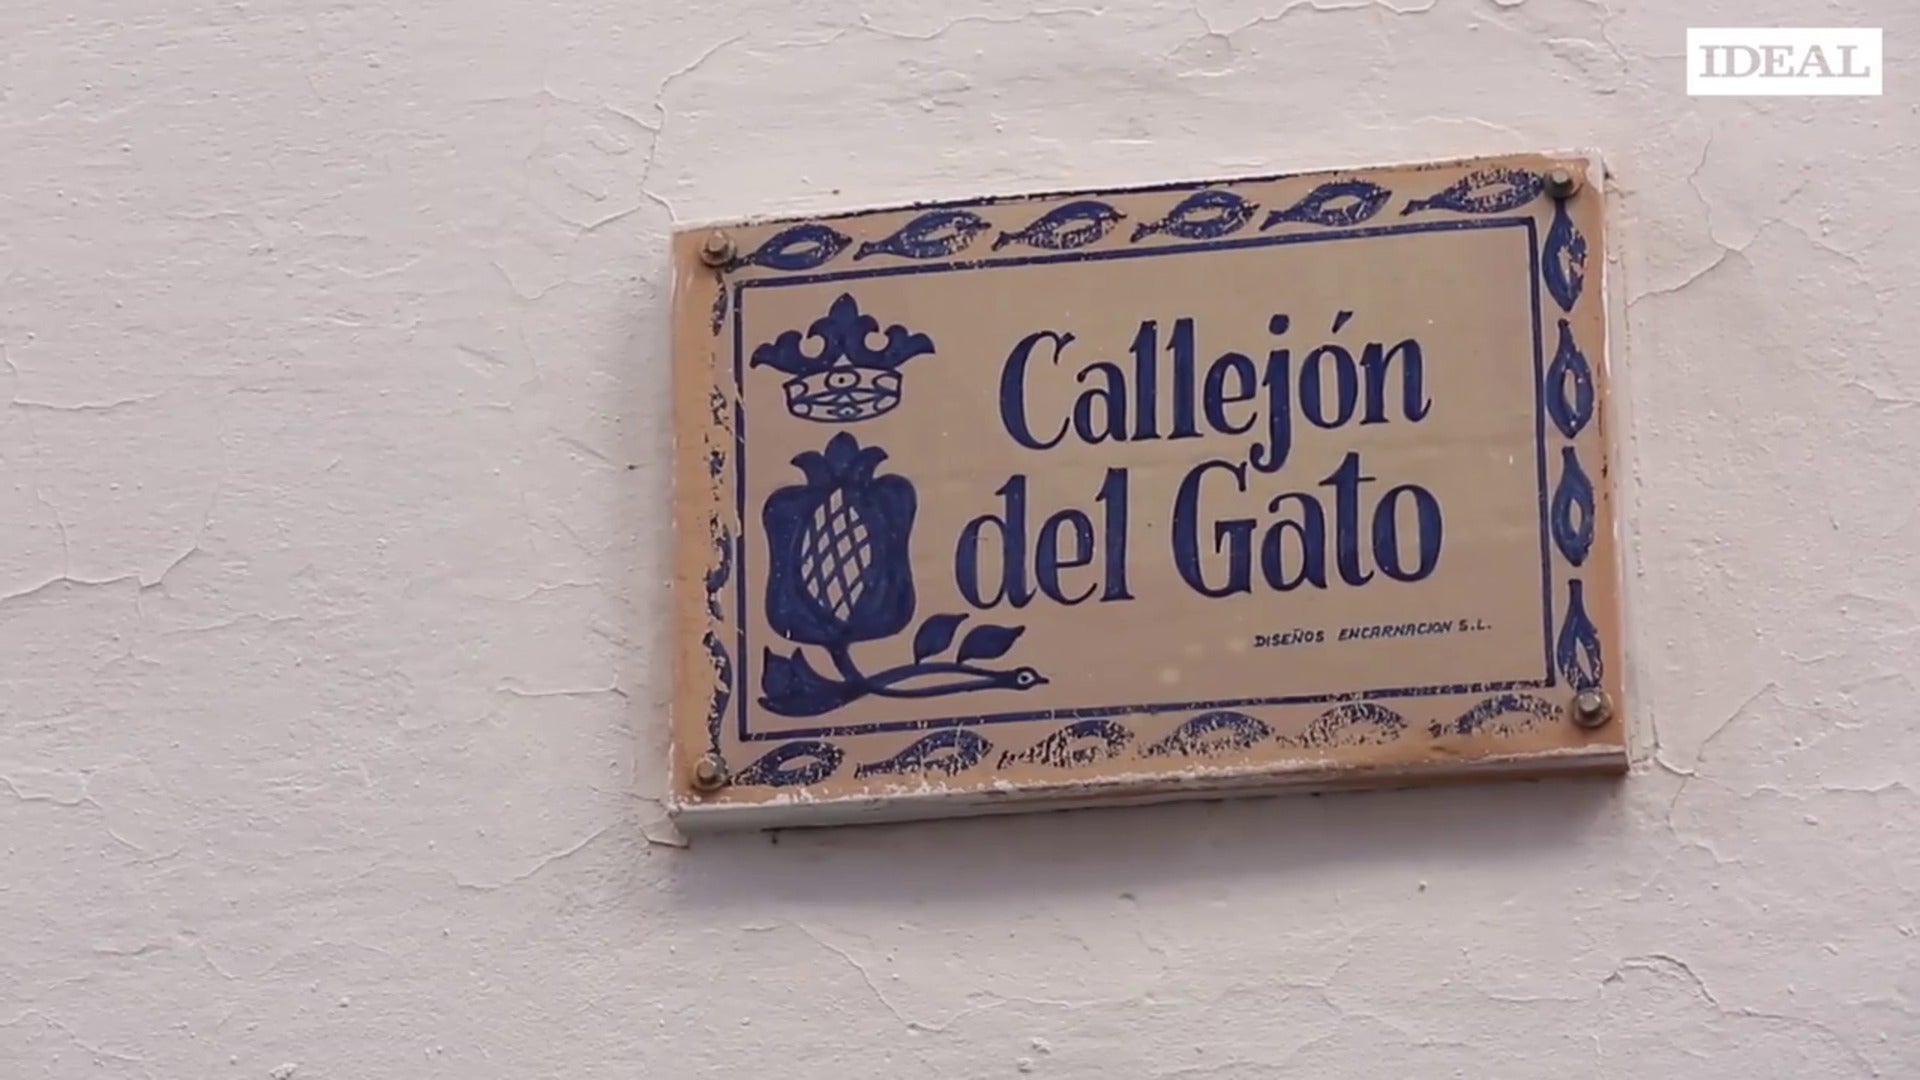 IDEAL
Callejón
del Gato
DISEÑOS ENCARNACION S.L.